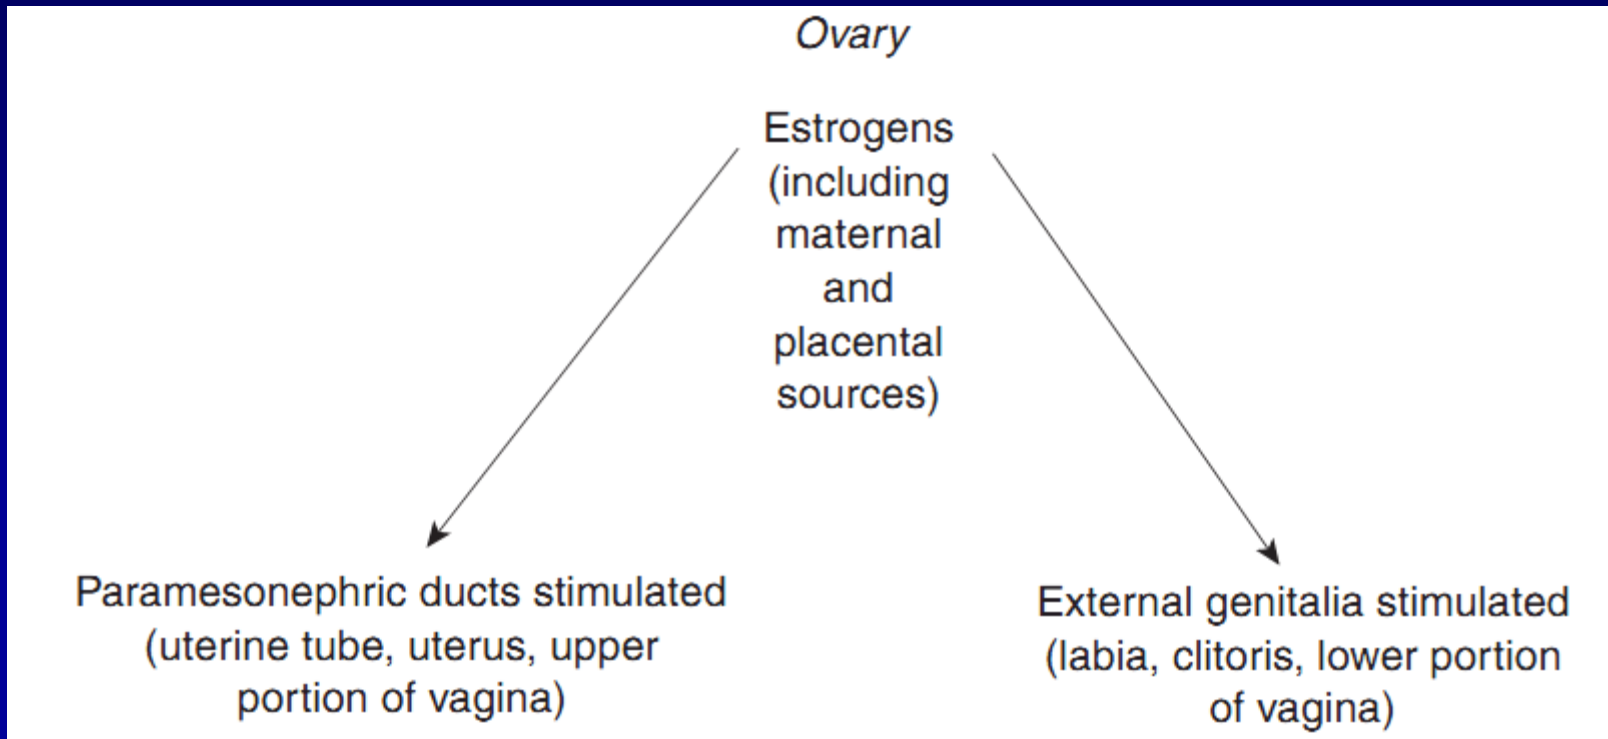 Ovary
Estrogens
(including
maternal
and
placental
sources)
Paramesonephric ducts stimulated
(uterine tube, uterus, upper
portion of vagina)
External genitalia stimulated
(labia, clitoris, lower portion
of vagina)